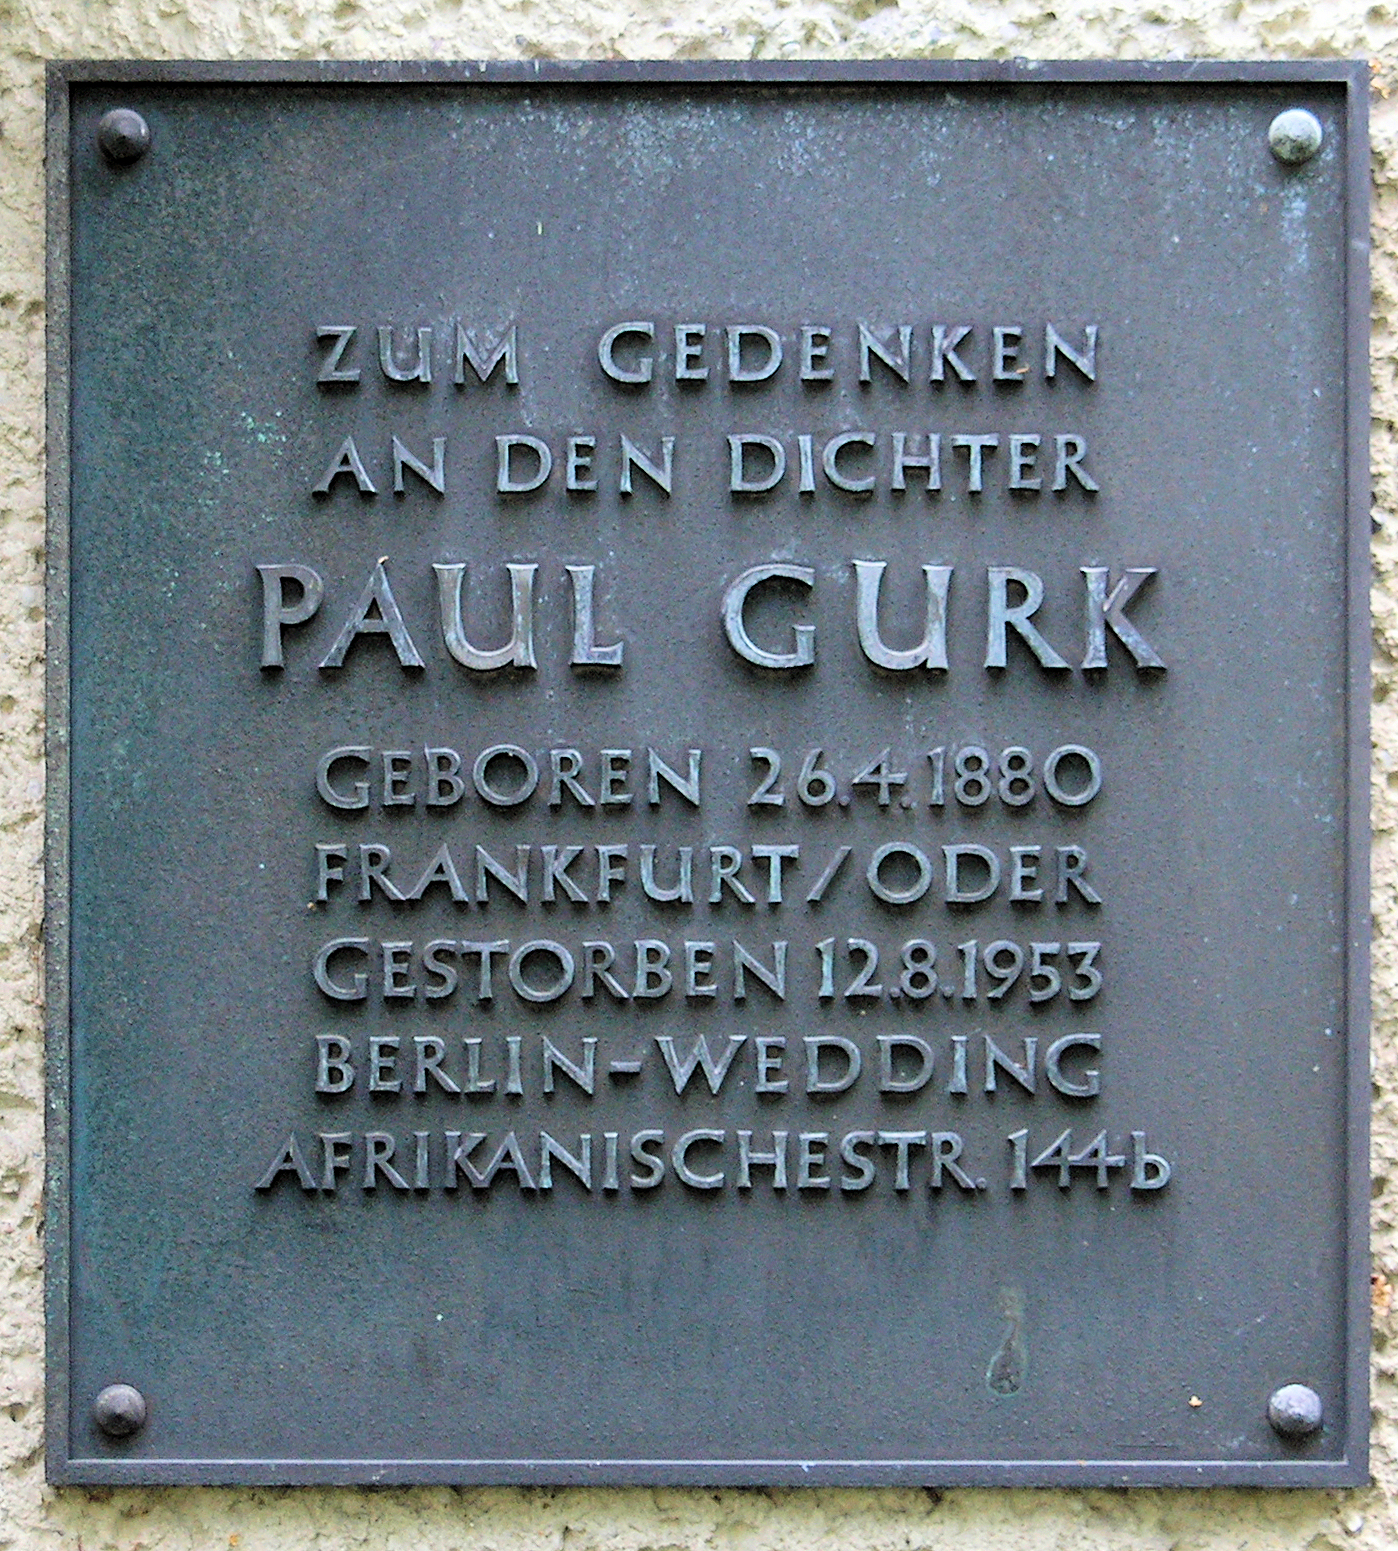 ZUM GEDENKEN
AN DEN DICHTER
PAUL GURK
GEBOREN 26.4.1880
FRANKFURT/ODER
GESTORBEN 12.8.1953
BERLIN-WEDDING
AFRIKANISCHESTR. 144b